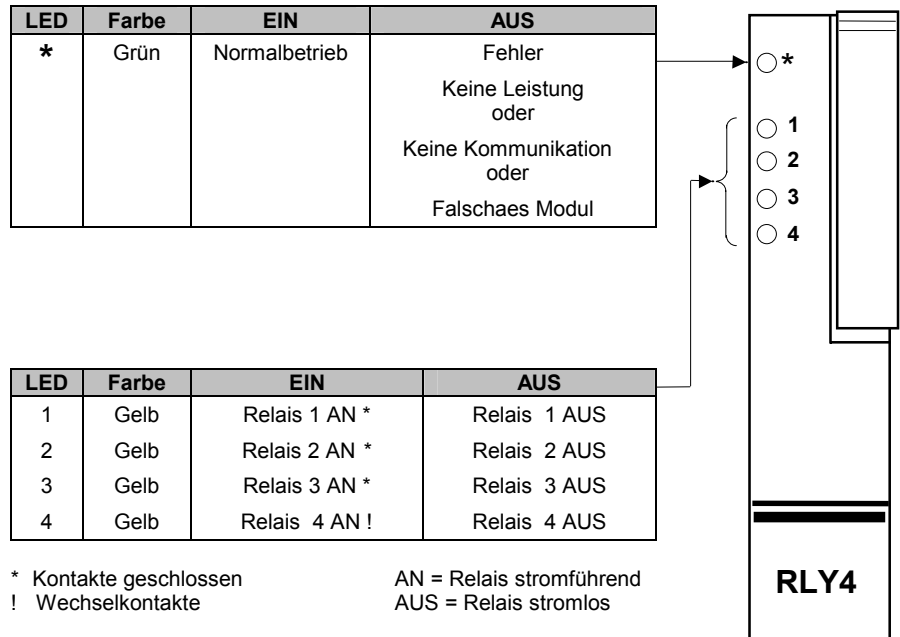 LED Farbe EIN AUS
* Grün Normalbetrieb Fehler
Keine Leistung
oder
Keine Kommunikation
oder
Falschaes Modul
*
1
2
3
4
LED Farbe EIN AUS
1 Gelb Relais 1 AN * Relais 1 AUS
2 Gelb Relais 2 AN * Relais 2 AUS
3 Gelb Relais 3 AN * Relais 3 AUS
4 Gelb Relais 4 AN ! Relais 4 AUS
* Kontakte geschlossen AN = Relais stromführend
! Wechselkontakte AUS = Relais stromlos
RLY4